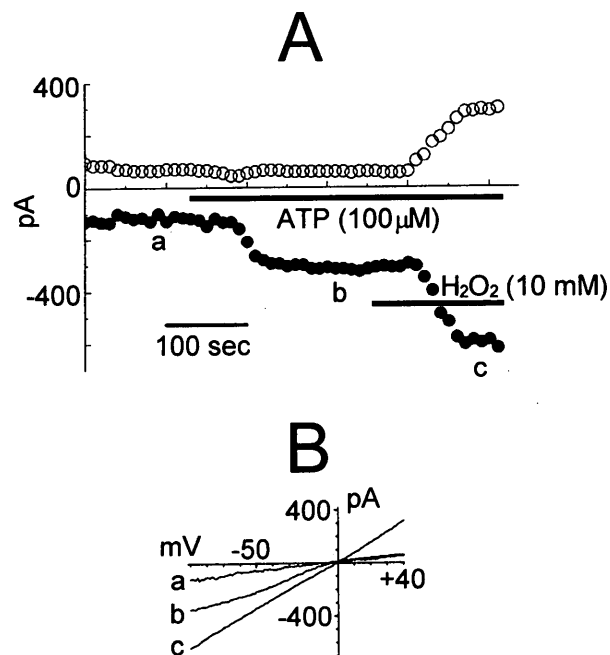 A
400
0
pA
-400
ATP (100μM)
a
b
H₂O₂ (10 mM)
100 sec
c
B
400 pA
mV -50
+40
a
b
-400
c